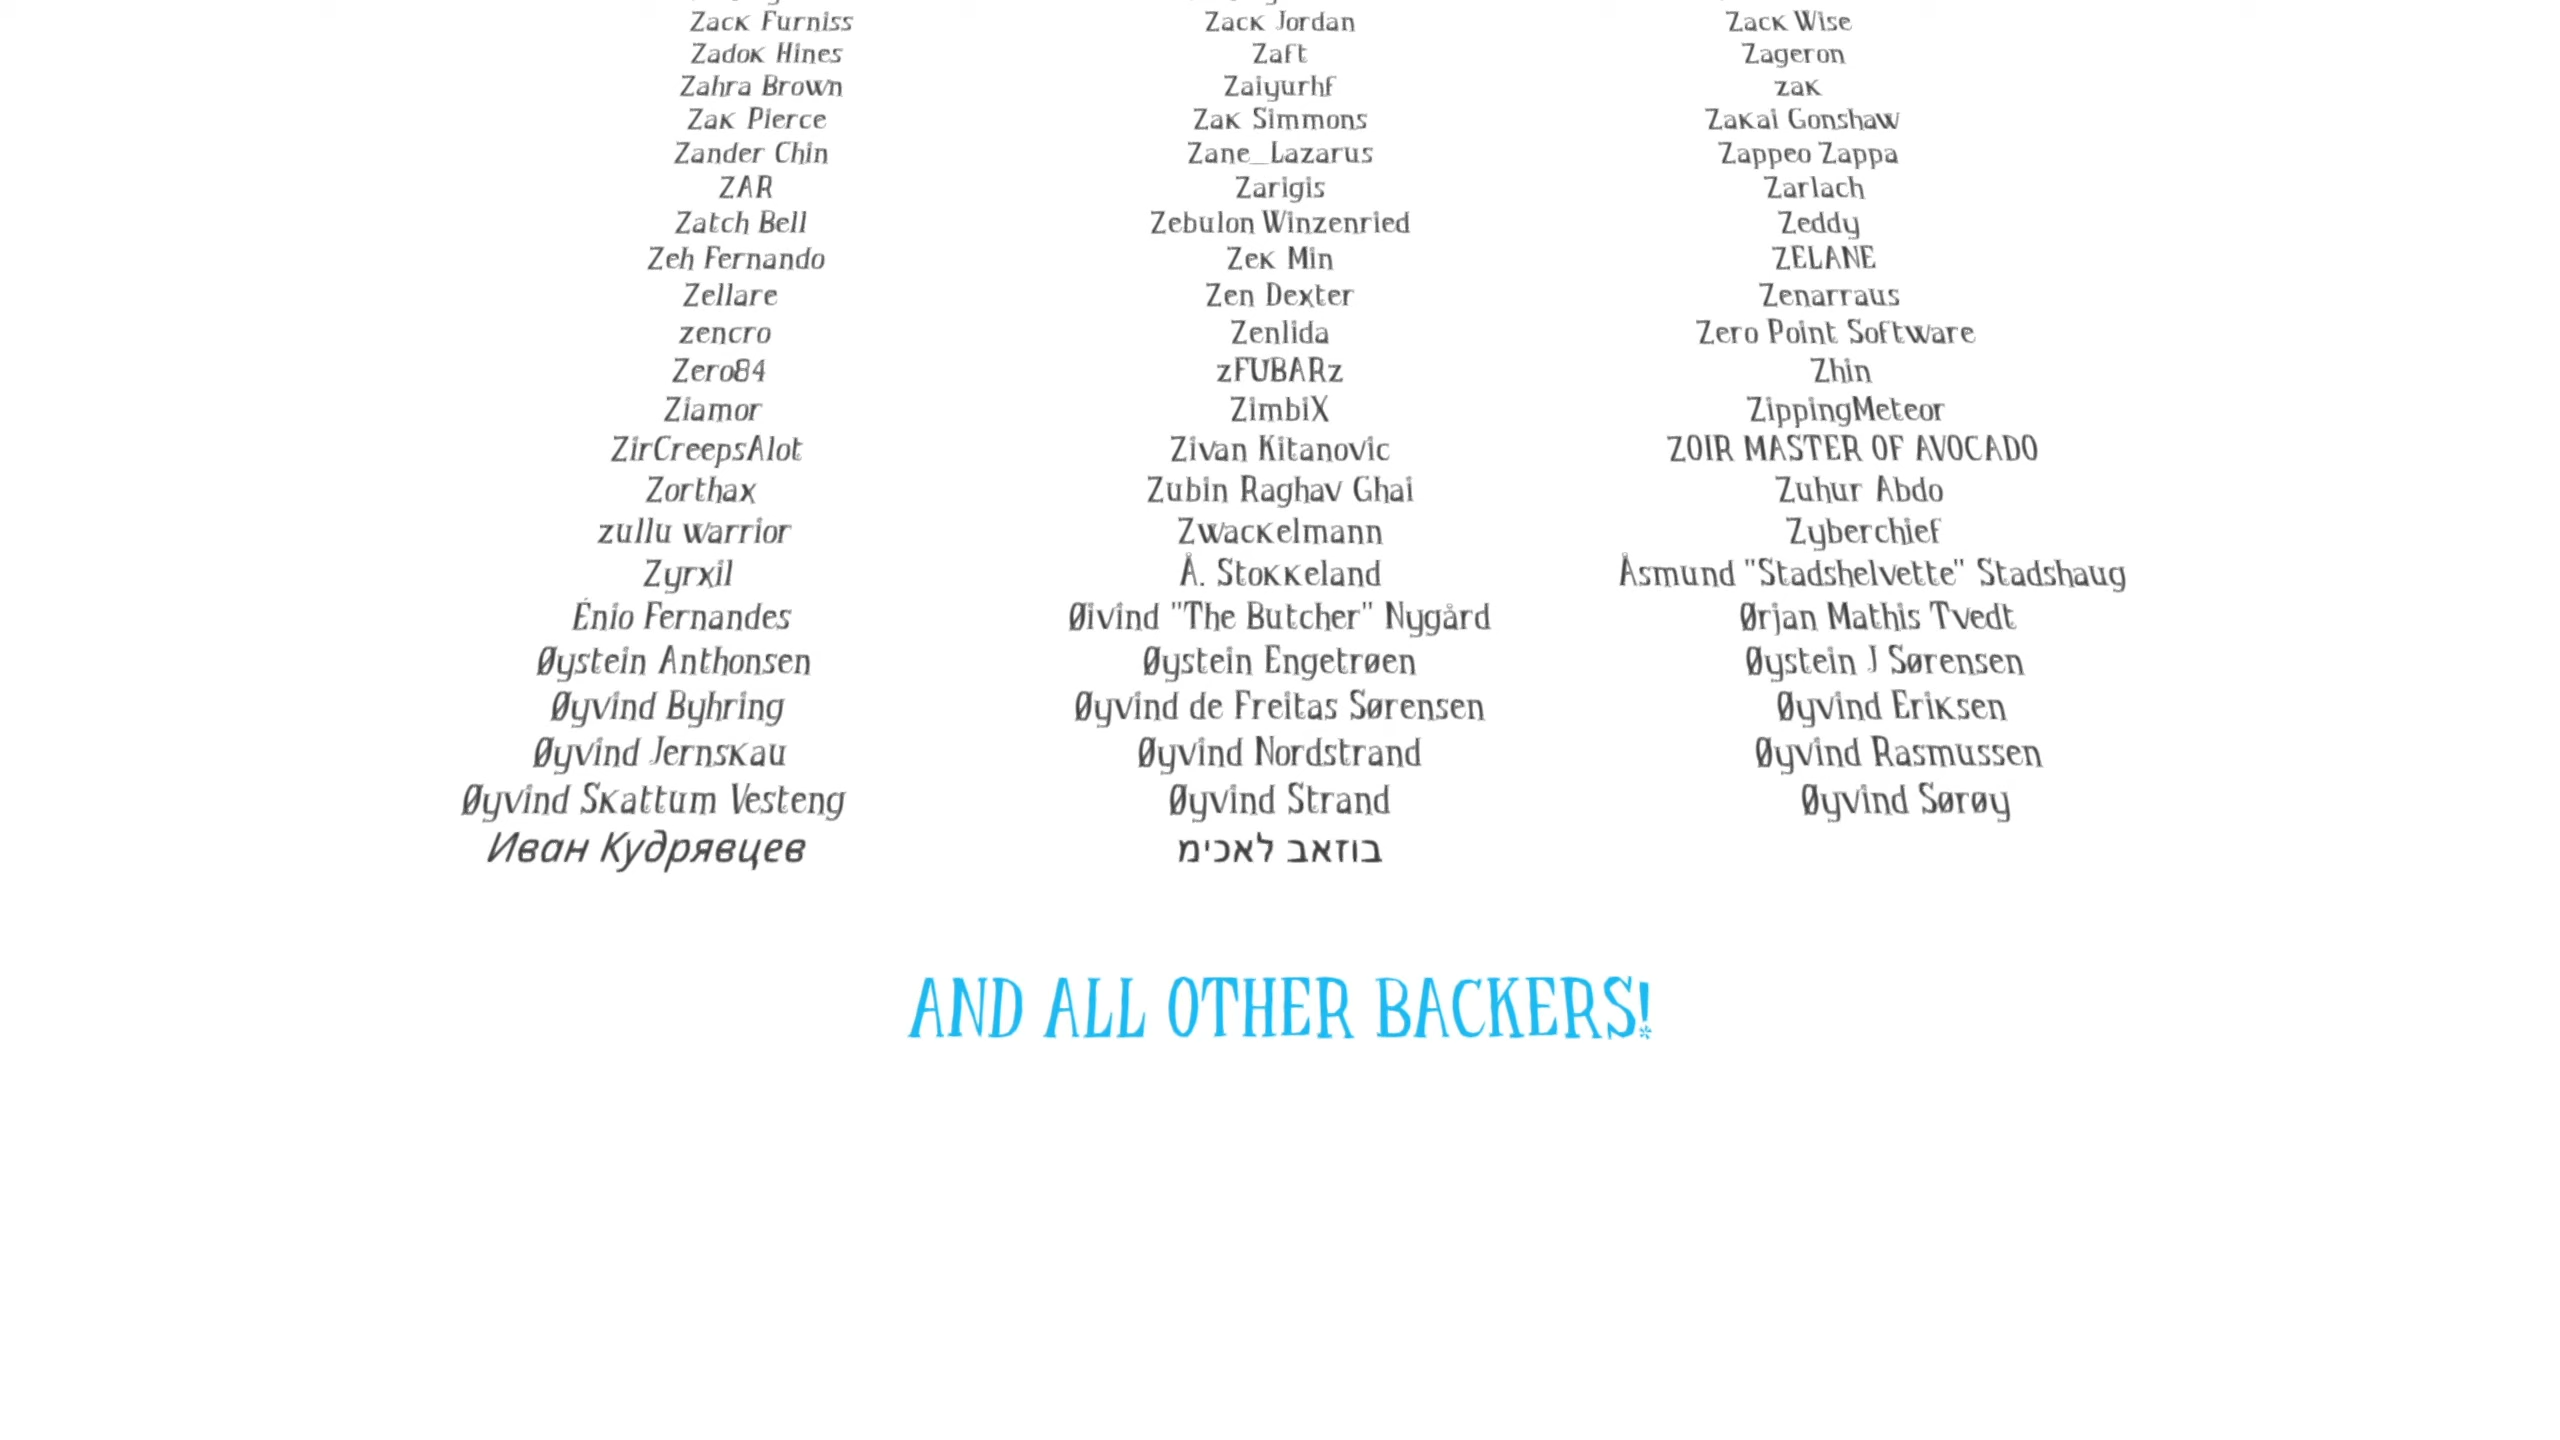 Zack Furniss Zack Jordan Zack Wise
Zadok Hines Zaft Zageron
Zahra Brown Zaiyurhf zak
Zak Pierce Zak Simmons Zakai Gonshaw
Zander Chin Zane_Lazarus Zappeo Zappa
ZAR Zarigis Zarlach
Zatch Bell Zebulon Winzenried Zeddy
Zeh Fernando Zek Min ZELANE
Zellare Zen Dexter Zenarraus
zencro Zenlida Zero Point Software
Zero84 zFUBARz Zhin
Ziamor ZimbiX ZippingMeteor
ZirCreepsAlot Zivan Kitanovic ZOIR MASTER OF AVOCADO
Zorthax Zubin Raghav Ghai Zuhur Abdo
zullu warrior Zwackelmann Zyberchief
Zyrxil Å. Stokkeland Åsmund "Stadshelvette" Stadshaug
Énio Fernandes Øivind "The Butcher" Nygård Ørjan Mathis Tvedt
Øystein Anthonsen Øystein Engetrøen Øystein J Sørensen
Øyvind Byhring Øyvind de Freitas Sørensen Øyvind Eriksen
Øyvind Jernskau Øyvind Nordstrand Øyvind Rasmussen
Øyvind Skattum Vesteng Øyvind Strand Øyvind Sørøy
Иван Кудрявцев בוזאב לאכימ
AND ALL OTHER BACKERS!